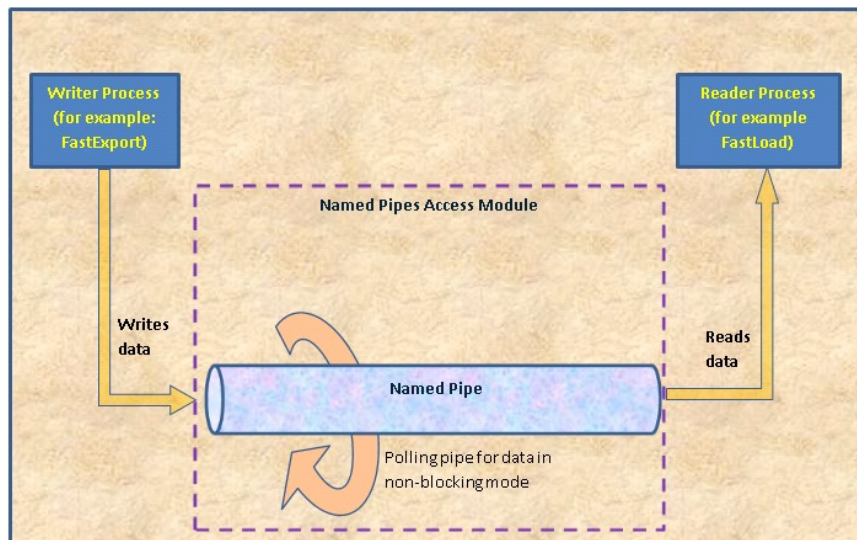 Writer Process
(for example:
FastExport)
Reader Process
(for example
FastLoad)
Named Pipes Access Module
Writes
data
Reads
data
Named Pipe
Polling pipe for data in
non-blocking mode